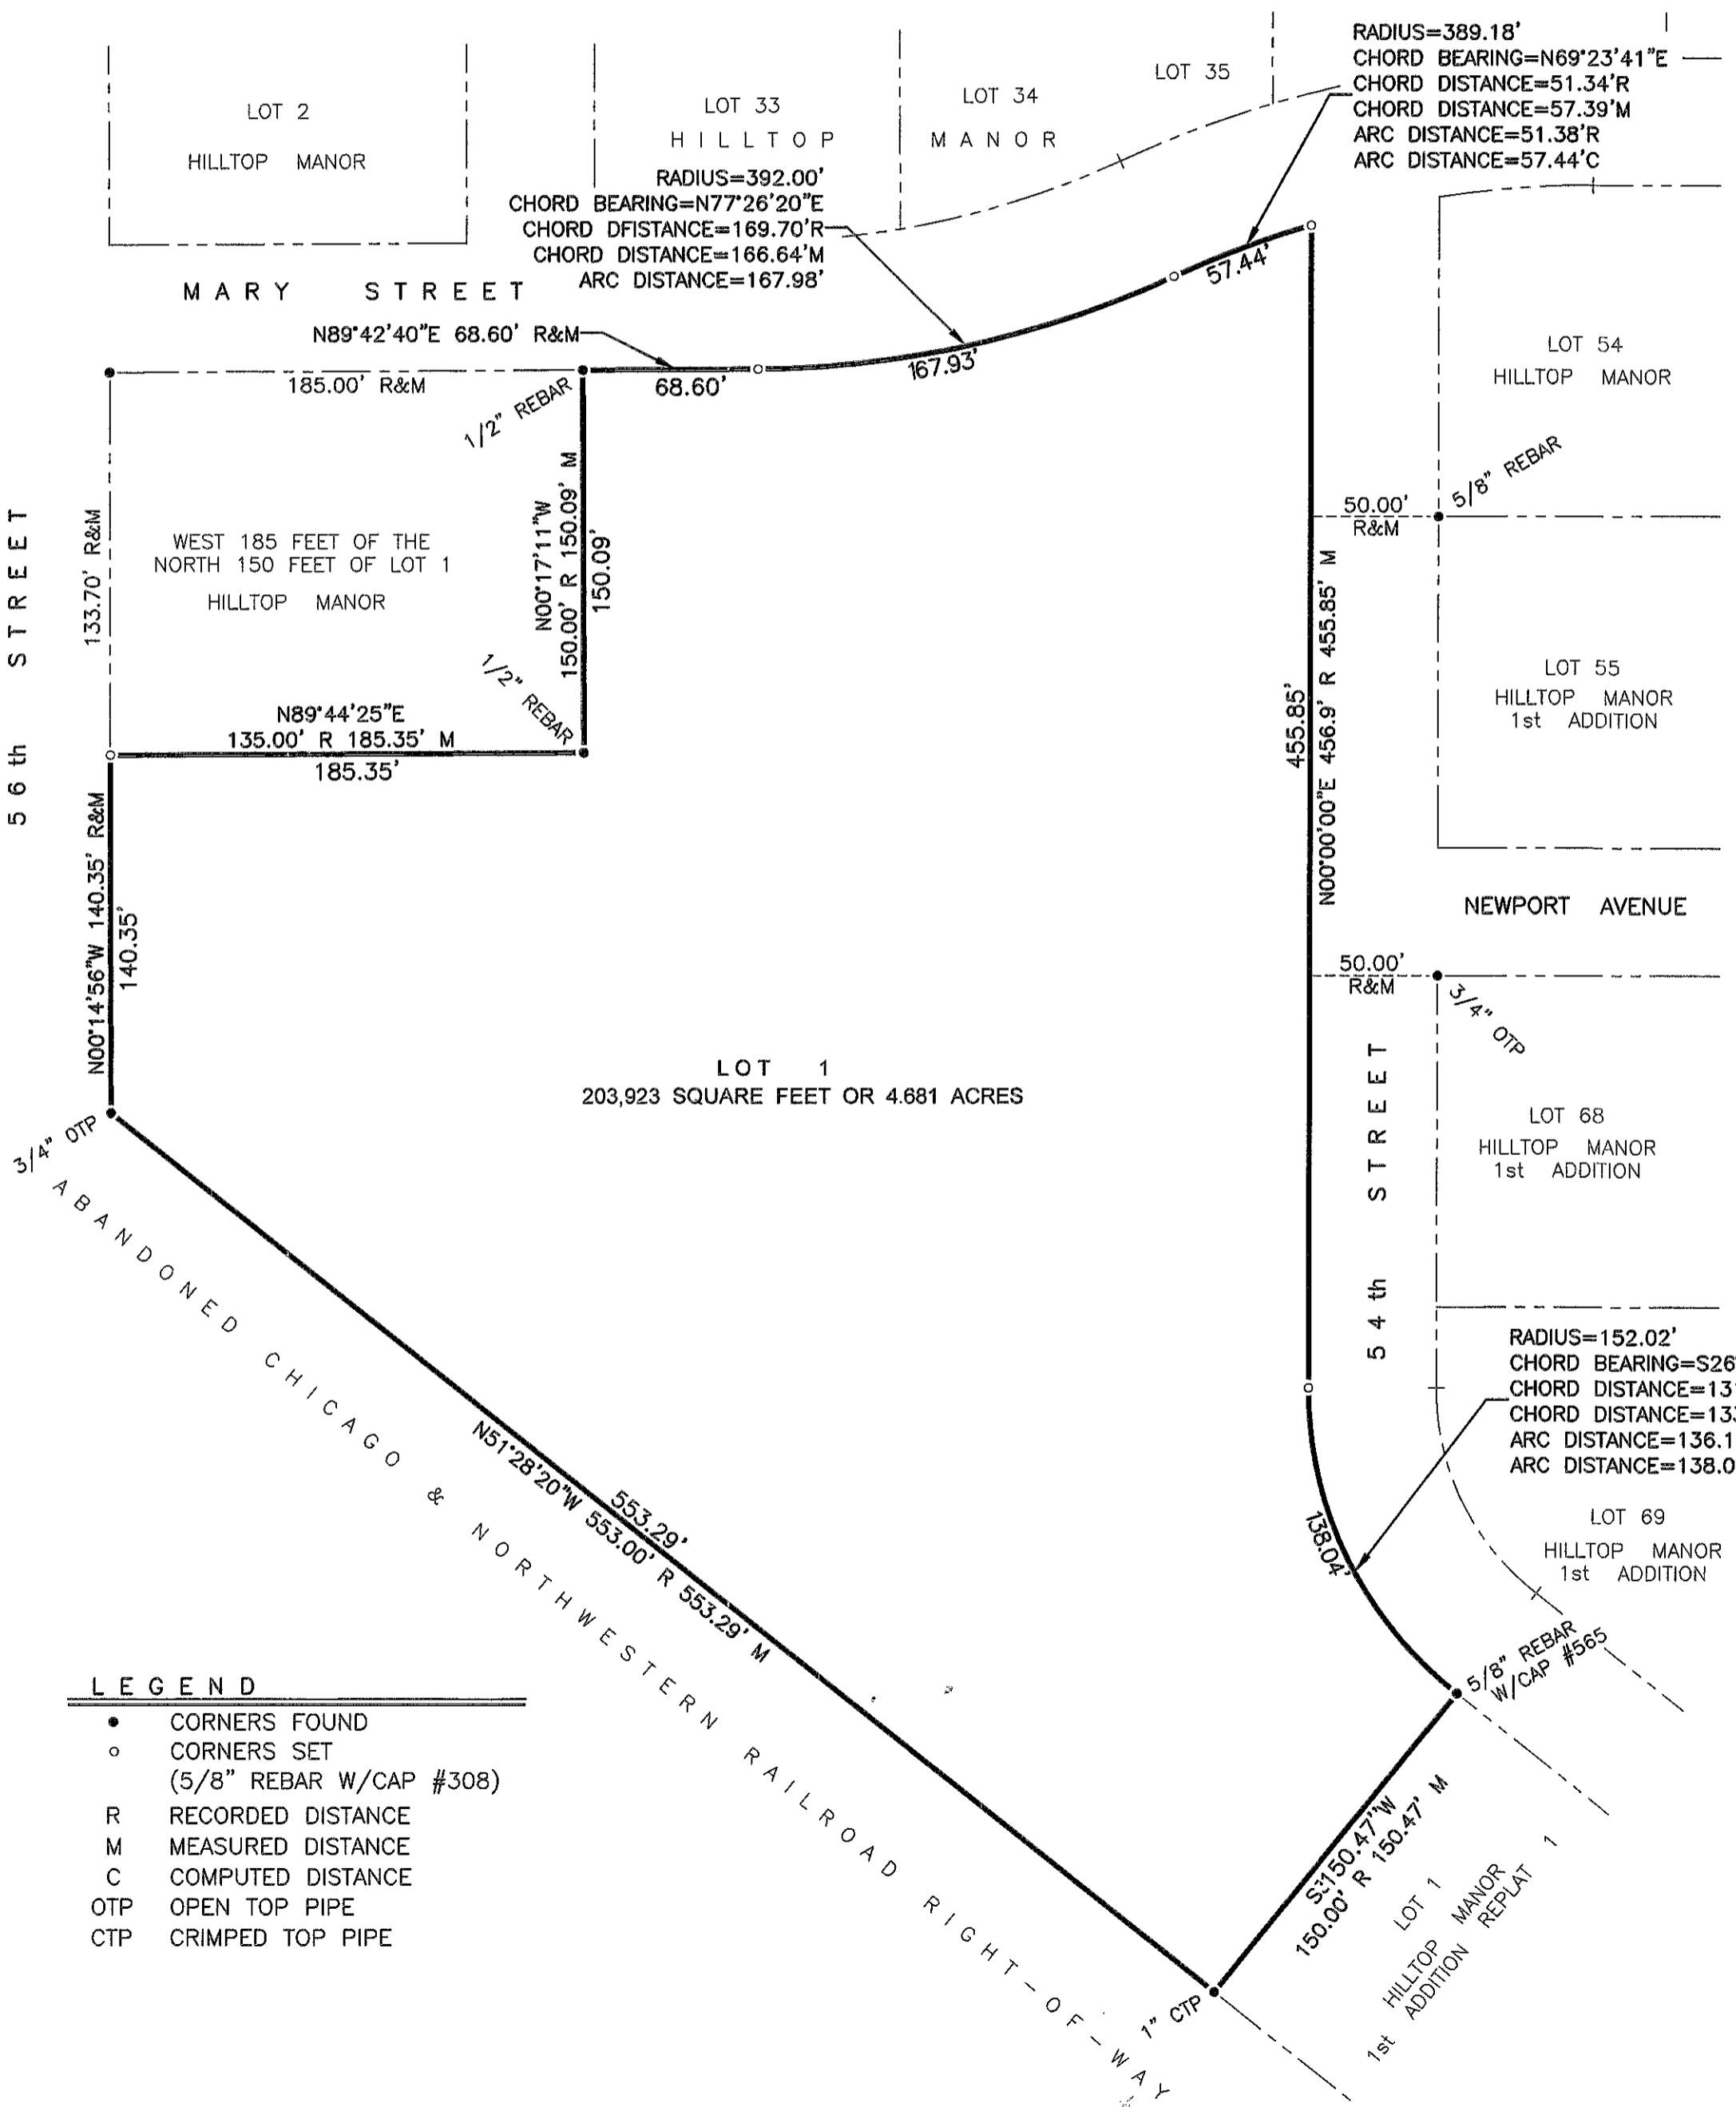 RADIUS=389.18'
CHORD BEARING=N69°23'41"E
CHORD DISTANCE=51.34'R
CHORD DISTANCE=57.39'M
ARC DISTANCE=51.38'R
ARC DISTANCE=57.44'C
LOT 2
HILLTOP MANOR
LOT 33
LOT 34
LOT 35
HILLTOP MANOR
RADIUS=392.00'
CHORD BEARING=N77°26'20"E
CHORD DFISTANCE=169.70'R
CHORD DISTANCE=166.64'M
ARC DISTANCE=167.98'
57.44'
MARY STREET
N89°42'40"E 68.60' R&M
185.00' R&M
68.60'
167.93'
1/2" REBAR
LOT 54
HILLTOP MANOR
5/8" REBAR
50.00'
R&M
56th STREET
133.70' R&M
WEST 185 FEET OF THE
NORTH 150 FEET OF LOT 1
HILLTOP MANOR
N00°17'11"W
150.00' R 150.09' M
150.09'
1/2" REBAR
N89°44'25"E
135.00' R 185.35' M
185.35'
455.85'
N00°00'00"E 456.9' R 455.85' M
LOT 55
HILLTOP MANOR
1st ADDITION
NEWPORT AVENUE
N00°14'56"W 140.35' R&M
140.35'
50.00'
R&M
3/4" OTP
LOT 1
203,923 SQUARE FEET OR 4.681 ACRES
54th STREET
LOT 68
HILLTOP MANOR
1st ADDITION
3/4" OTP
ABANDONED CHICAGO & NORTHWESTERN RAILROAD RIGHT-OF-WAY
RADIUS=152.02'
CHORD BEARING=S26°
CHORD DISTANCE=131
CHORD DISTANCE=133
ARC DISTANCE=136.1
ARC DISTANCE=138.0
138.04'
LOT 69
HILLTOP MANOR
1st ADDITION
553.29'
N51°28'20"W 553.00' R 553.29' M
5/8" REBAR
W/CAP #565
150.47'"W
150.00' R 150.47' M
LOT 1
HILLTOP MANOR
1st ADDITION REPLAT 1
1" CTP
LEGEND
● CORNERS FOUND
○ CORNERS SET
(5/8" REBAR W/CAP #308)
R RECORDED DISTANCE
M MEASURED DISTANCE
C COMPUTED DISTANCE
OTP OPEN TOP PIPE
CTP CRIMPED TOP PIPE